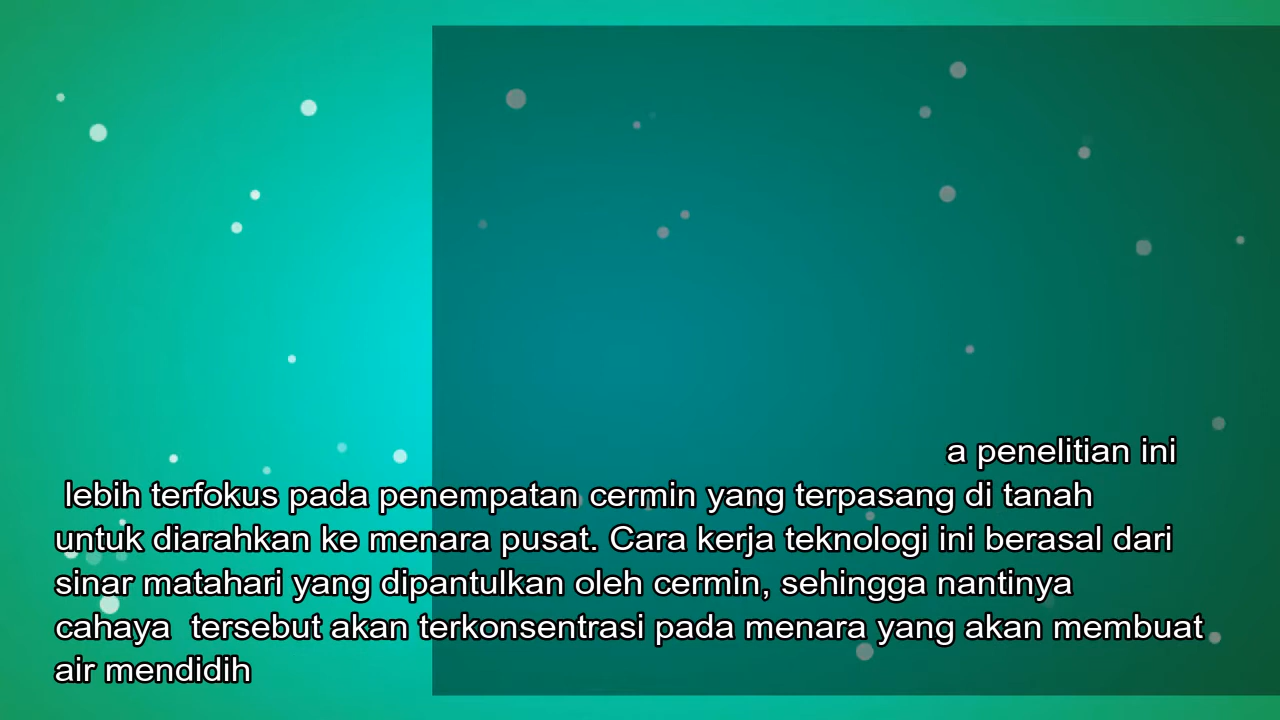 a penelitian ini
lebih terfokus pada penempatan cermin yang terpasang di tanah
untuk diarahkan ke menara pusat. Cara kerja teknologi ini berasal dari
sinar matahari yang dipantulkan oleh cermin, sehingga nantinya
cahaya  tersebut akan terkonsentrasi pada menara yang akan membuat
air mendidih